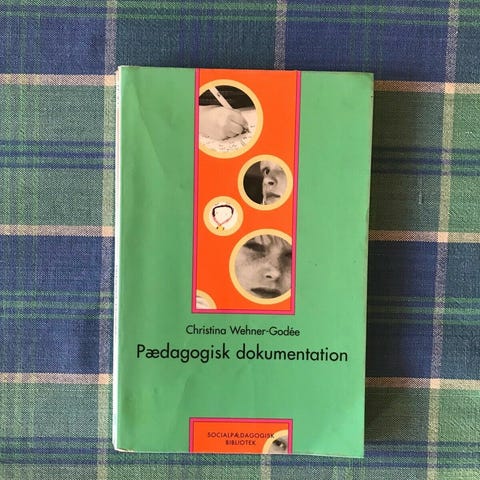 Christina Wehner-Godée
Pædagogisk dokumentation
SOCIALPÆDAGOGISK
BIBLIOTEK